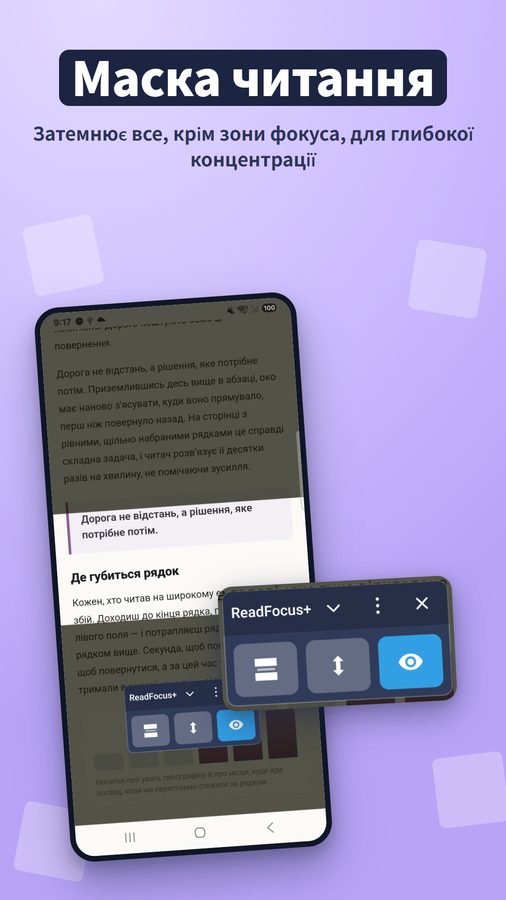 Маска читання
Затемнює все, крім зони фокуса, для глибокої
концентрації
9:17
100
повернення.
Дорога не відстань, а рішення, яке потрібне
потім. Приземлившись десь вище в абзаці, око
має наново з'ясувати, куди воно прямувало,
перш ніж повернуло назад. На сторінці з
рівними, щільно набраними рядками це справді
складна задача, і читач розв'язує її десятки
разів на хвилину, не помічаючи зусилля.
Дорога не відстань, а рішення, яке
потрібне потім.
Де губиться рядок
Кожен, хто читав на широкому
збій. Доходиш до кінця рядка,
лівого поля — і потрапляєш
рядком вище. Секунда, щоб
щоб повернутися, а за цей час
тримали в
ReadFocus+
ReadFocus+
Нотатки про увагу, типографіку й про місця, куди йде
погляд, коли ми перестаємо стежити за рядком.